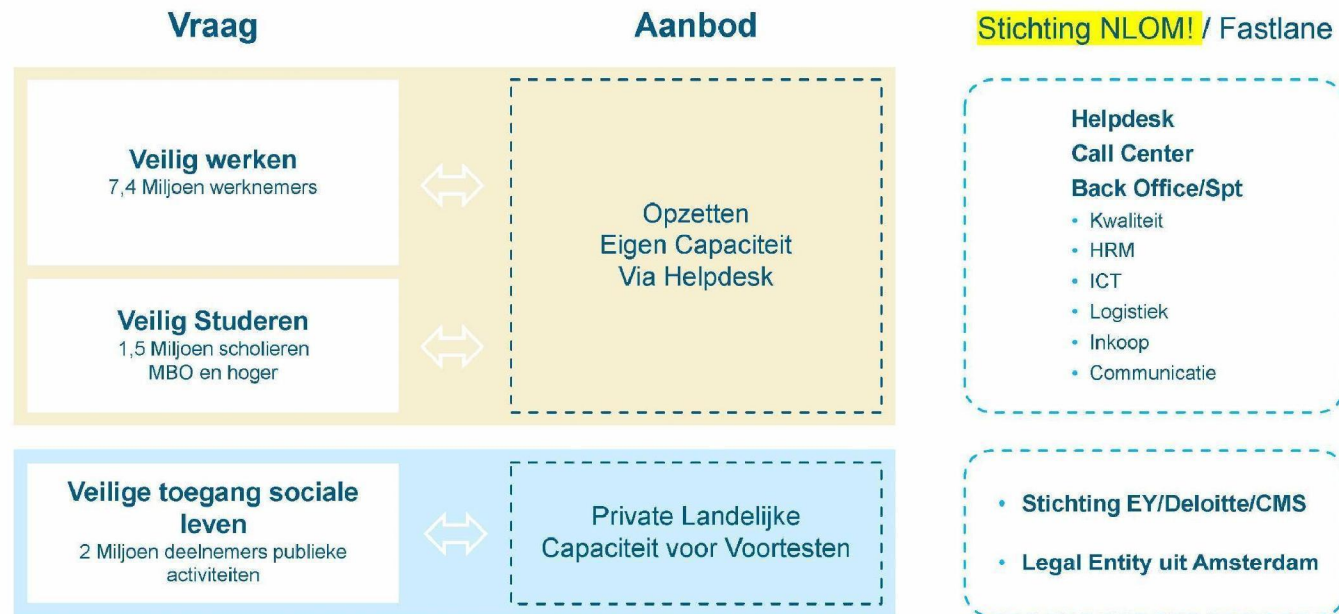 Vraag
Aanbod
Stichting NLOM! / Fastlane
Veilig werken
7,4 Miljoen werknemers
Veilig Studeren
1,5 Miljoen scholieren
MBO en hoger
Opzetten
Eigen Capaciteit
Via Helpdesk
Helpdesk
Call Center
Back Office/Spt
• Kwaliteit
• HRM
• ICT
• Logistiek
• Inkoop
• Communicatie
Veilige toegang sociale
leven
2 Miljoen deelnemers publieke
activiteiten
Private Landelijke
Capaciteit voor Voortesten
• Stichting EY/Deloitte/CMS
• Legal Entity uit Amsterdam